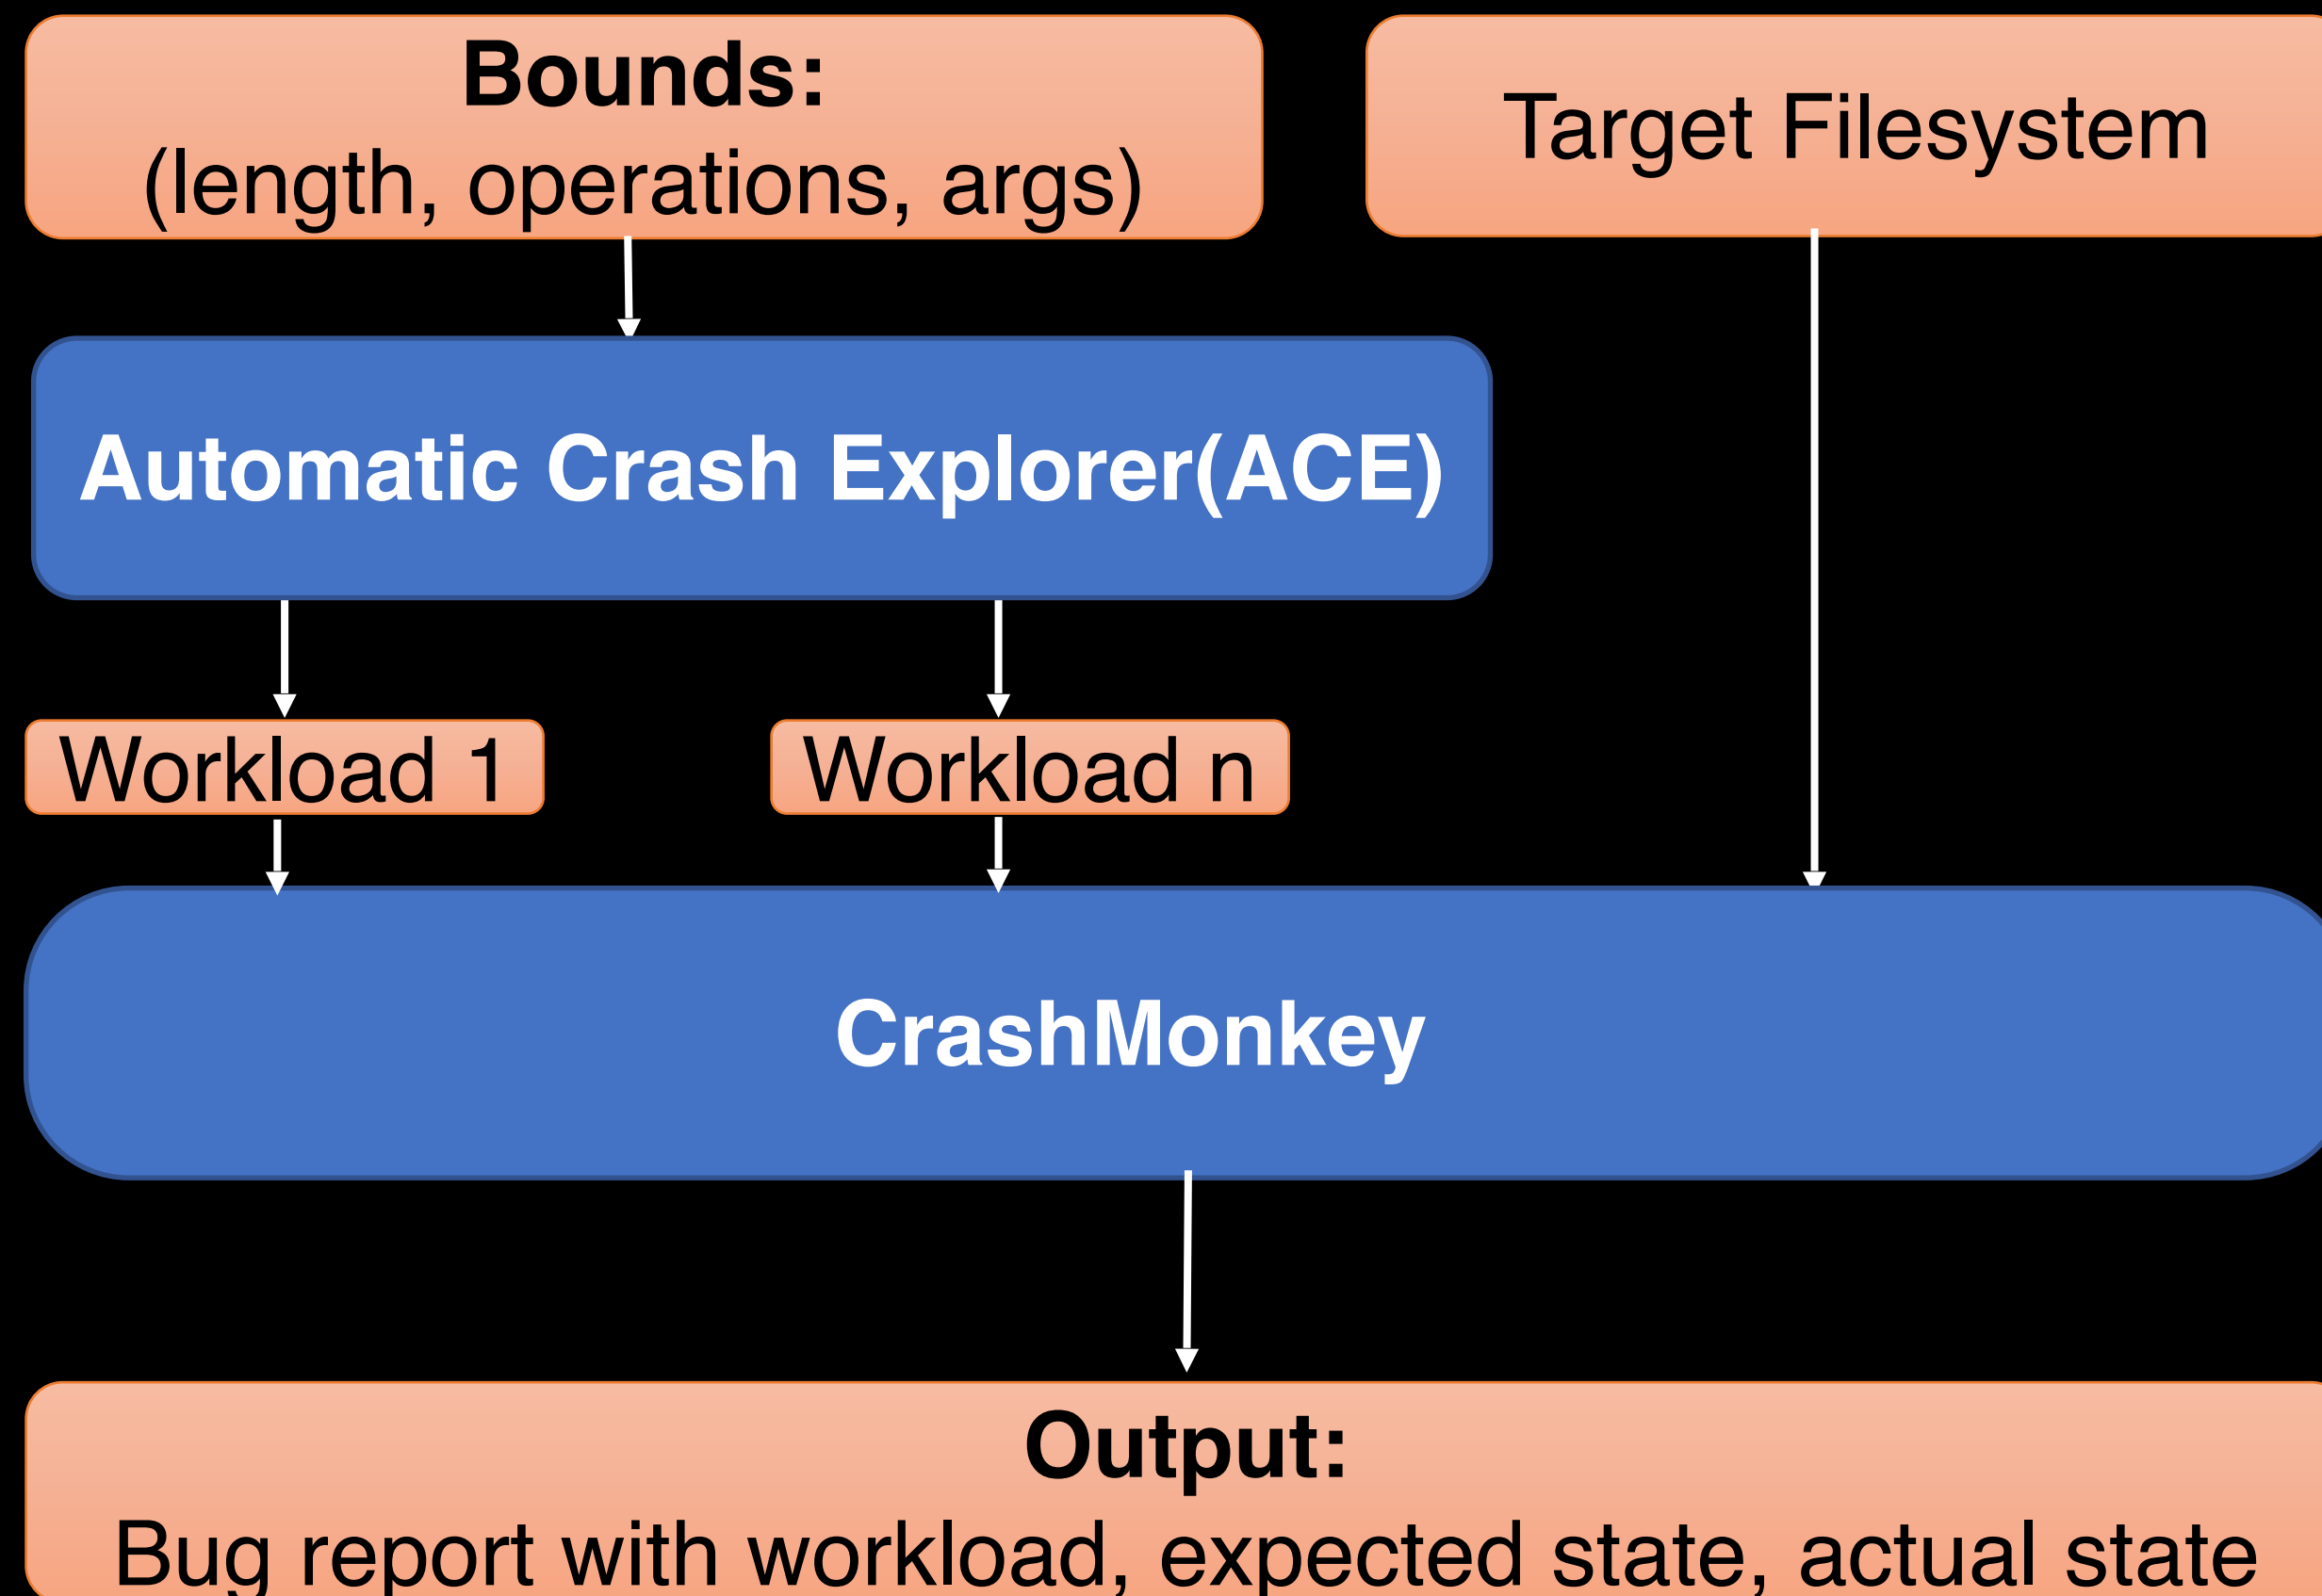 Bounds:
(length, operations, args)
Target Filesystem
Automatic Crash Explorer(ACE)
Workload 1
Workload n
CrashMonkey
Output:
Bug report with workload, expected state, actual state